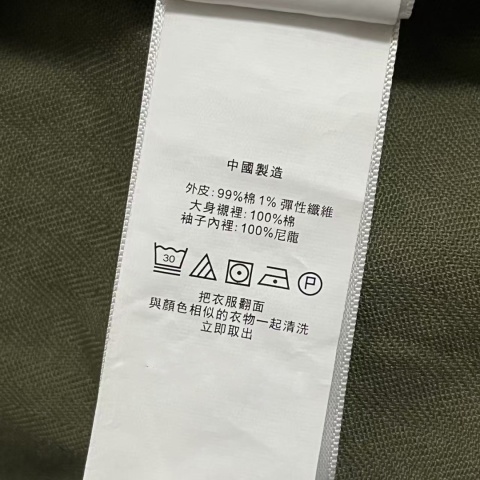 中國製造
外皮: 99%棉 1% 彈性纖維
大身襯裡: 100%棉
袖子內裡: 100%尼龍
30 P
把衣服翻面
與顏色相似的衣物一起清洗
立即取出